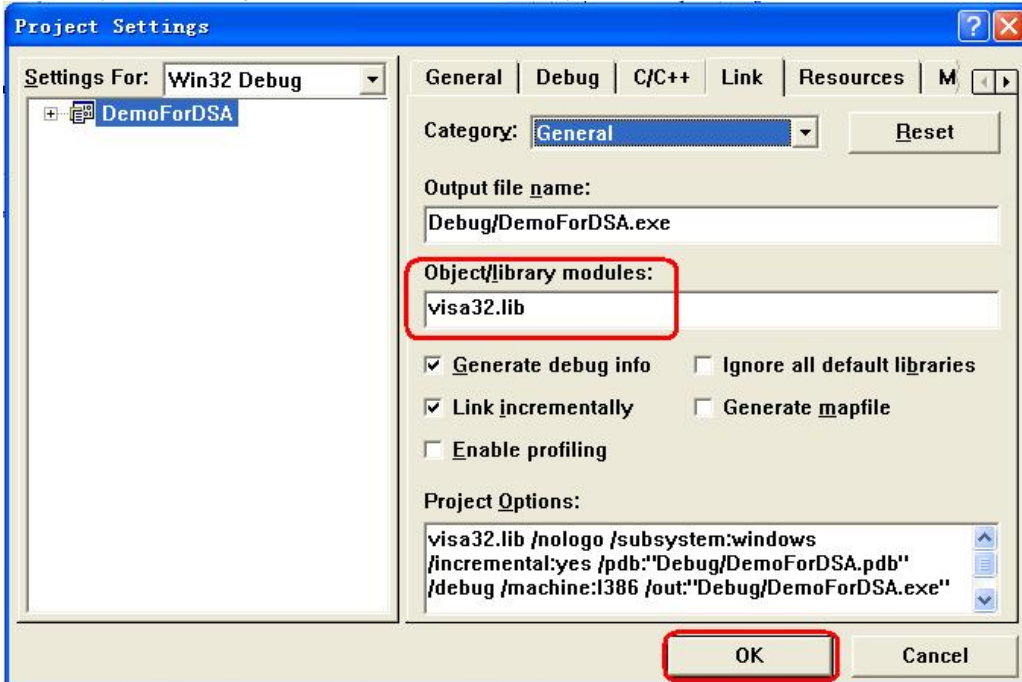 Project Settings
Settings For: Win32 Debug
DemoForDSA
General Debug C/C++ Link Resources M
Category: General Reset
Output file name:
Debug/DemoForDSA.exe
Object/library modules:
visa32.lib
Generate debug info Ignore all default libraries
Link incrementally Generate mapfile
Enable profiling
Project Options:
visa32.lib /nologo /subsystem:windows
/incremental:yes /pdb:"Debug/DemoForDSA.pdb"
/debug /machine:I386 /out:"Debug/DemoForDSA.exe"
OK Cancel